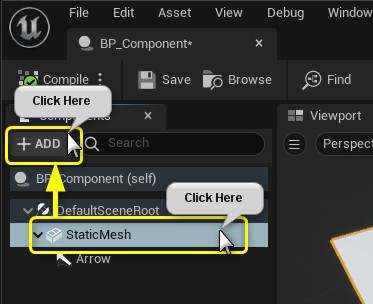 File Edit Asset View Debug Window
BP_Component*
Compile Save Browse Find
Click Here
Components
Viewport
+ ADD
Search
Perspect
BP_Component (self)
Click Here
DefaultSceneRoot
StaticMesh
Arrow